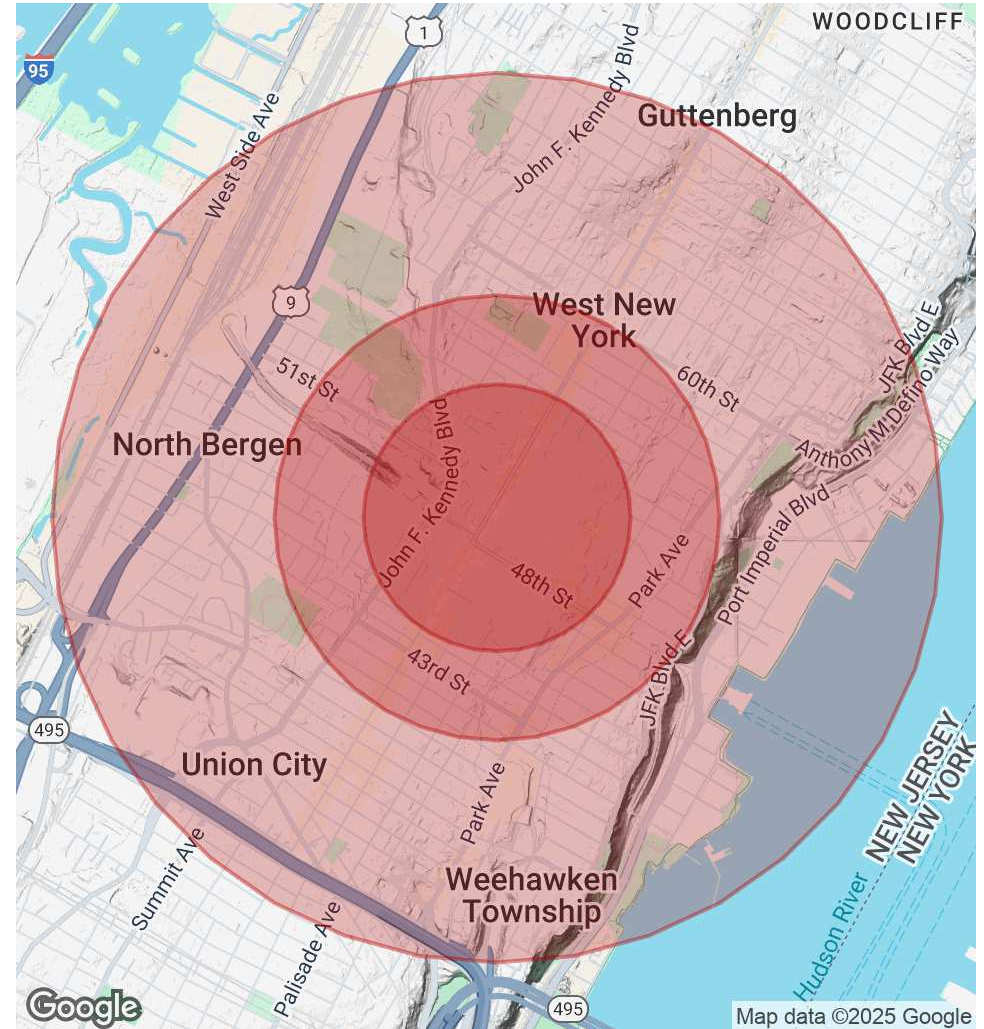 WOODCLIFF
1
95
John F. Kennedy Blvd
Guttenberg
West Side Ave
9
West New
York
51st St
60th St
JFK Blvd E
Anthony M Defino Way
North Bergen
John F. Kennedy Blvd
Port Imperial Blvd
48th St
Park Ave
43rd St
JFK Blvd E
495
Union City
NEW JERSEY
NEW YORK
Park Ave
Summit Ave
Weehawken
Township
Palisade Ave
Hudson River
495
Google
Map data ©2025 Google